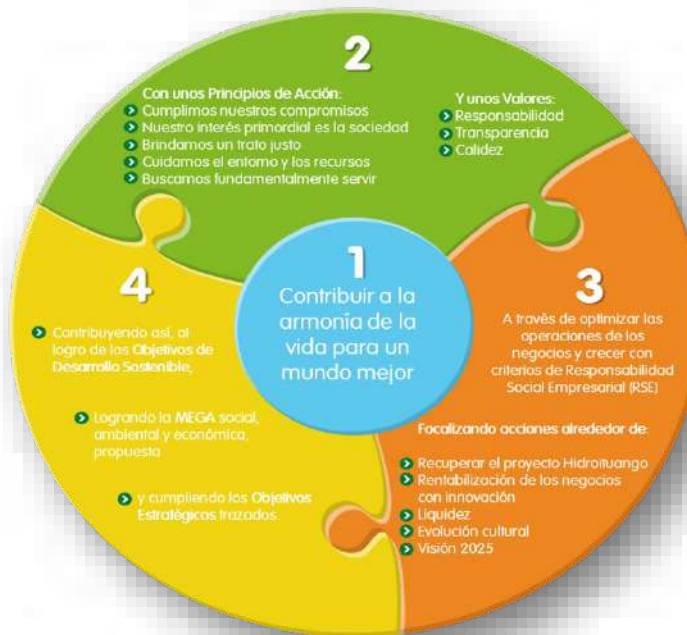 2
Con unos Principios de Acción:
Cumplimos nuestros compromisos
Nuestro interés primordial es la sociedad
Brindamos un trato justo
Cuidamos el entorno y los recursos
Buscamos fundamentalmente servir
Y unos Valores:
Responsabilidad
Transparencia
Calidez
1
Contribuir a la
armonía de la
vida para un
mundo mejor
3
A través de optimizar las
operaciones de los
negocios y crecer con
criterios de Responsabilidad
Social Empresarial (RSE)
Focalizando acciones alrededor de:
Recuperar el proyecto Hidroituango
Rentabilización de los negocios
con innovación
Liquidez
Evolución cultural
Visión 2025
4
Contribuyendo así, al
logro de los Objetivos de
Desarrollo Sostenible,
Logrando la MEGA social,
ambiental y económica,
propuesta
y cumpliendo los Objetivos
Estratégicos trazados.